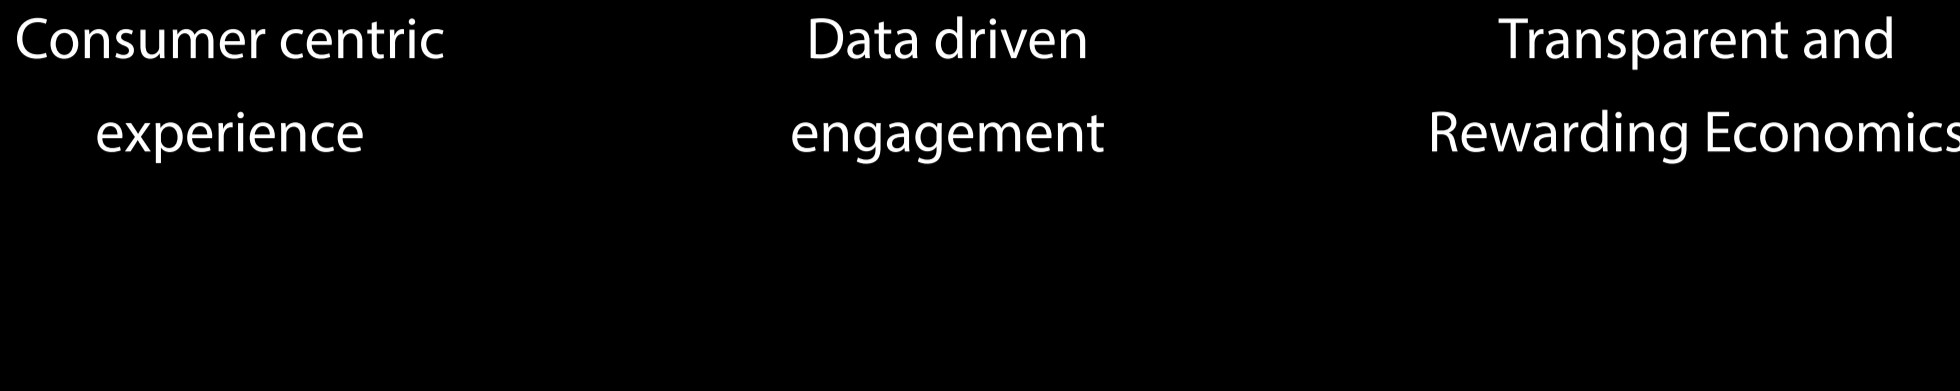 Consumer centric
experience
Data driven
engagement
Transparent and
Rewarding Economics